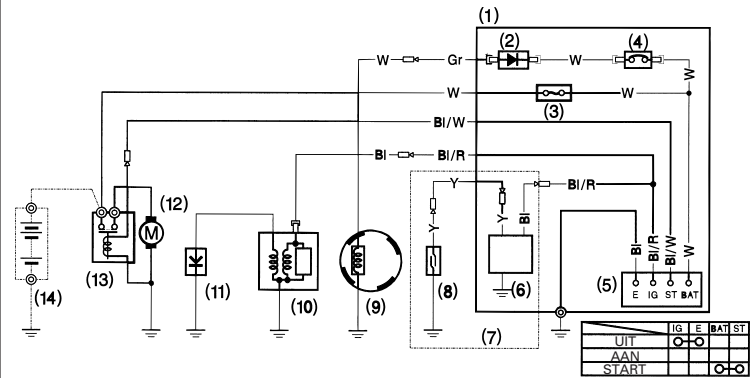 (1)
(2)
(4)
W
Gr
W
W
W
W
(3)
Bl/W
Bl
Bl/R
Y
Bl/R
(12)
Y
Y
Bl
M
Bl
Bl/R
Bl/W
W
(13)
(14)
(11)
(10)
(9)
(8)
(6)
(5)
E IG ST BAT
(7)
IG E BAT ST
UIT
AAN
START